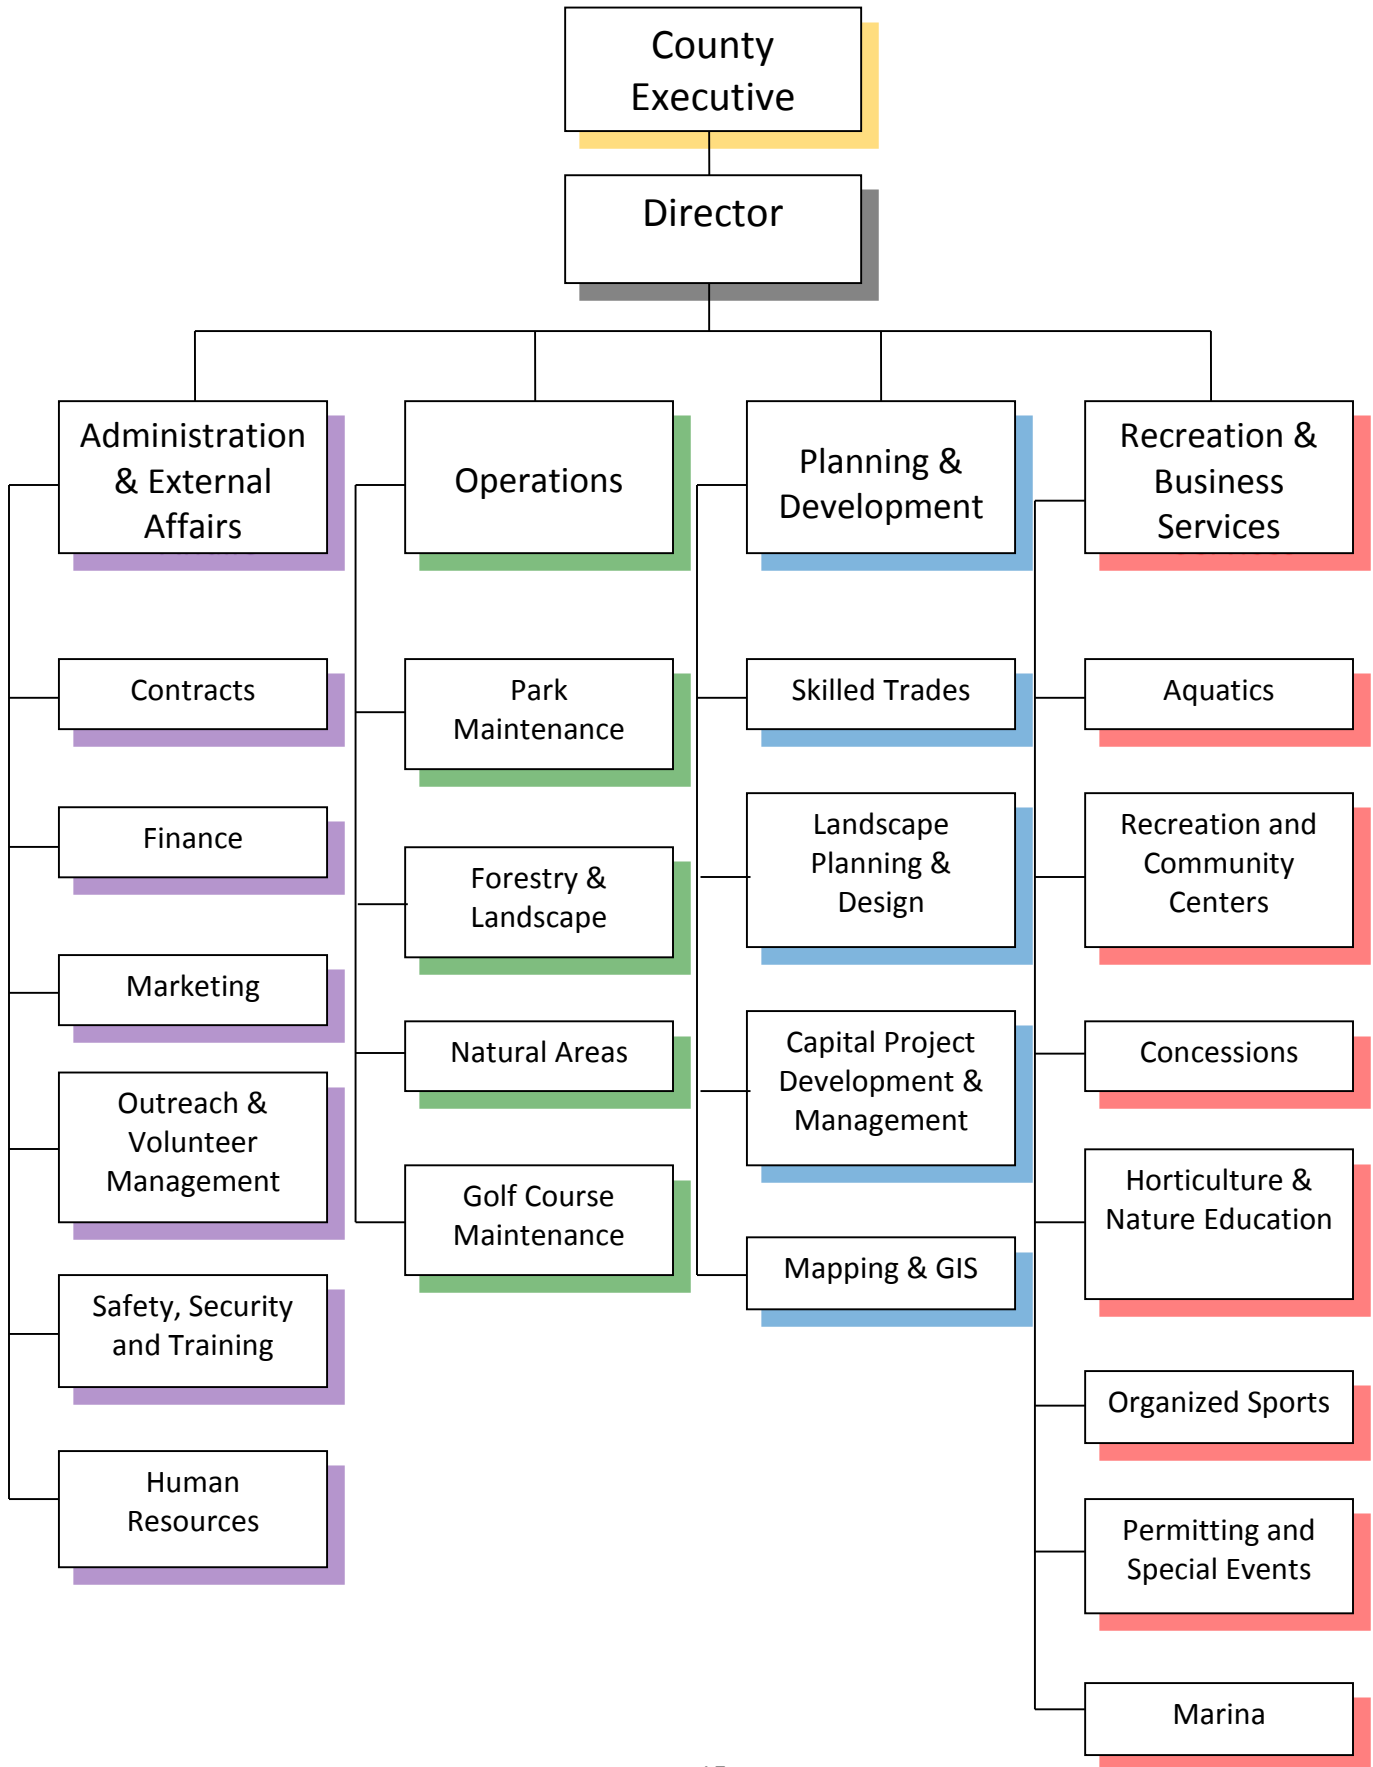 County
Executive
Director
Administration
& External
Affairs
Operations
Planning &
Development
Recreation &
Business
Services
Contracts
Finance
Marketing
Outreach &
Volunteer
Management
Safety, Security
and Training
Human
Resources
Park
Maintenance
Forestry &
Landscape
Natural Areas
Golf Course
Maintenance
Skilled Trades
Landscape
Planning &
Design
Capital Project
Development &
Management
Mapping & GIS
Aquatics
Recreation and
Community
Centers
Concessions
Horticulture &
Nature Education
Organized Sports
Permitting and
Special Events
Marina